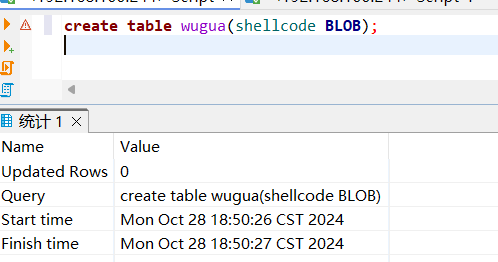 create table wugua(shellcode BLOB);
统计 1
Name Value
Updated Rows 0
Query create table wugua(shellcode BLOB)
Start time Mon Oct 28 18:50:26 CST 2024
Finish time Mon Oct 28 18:50:27 CST 2024